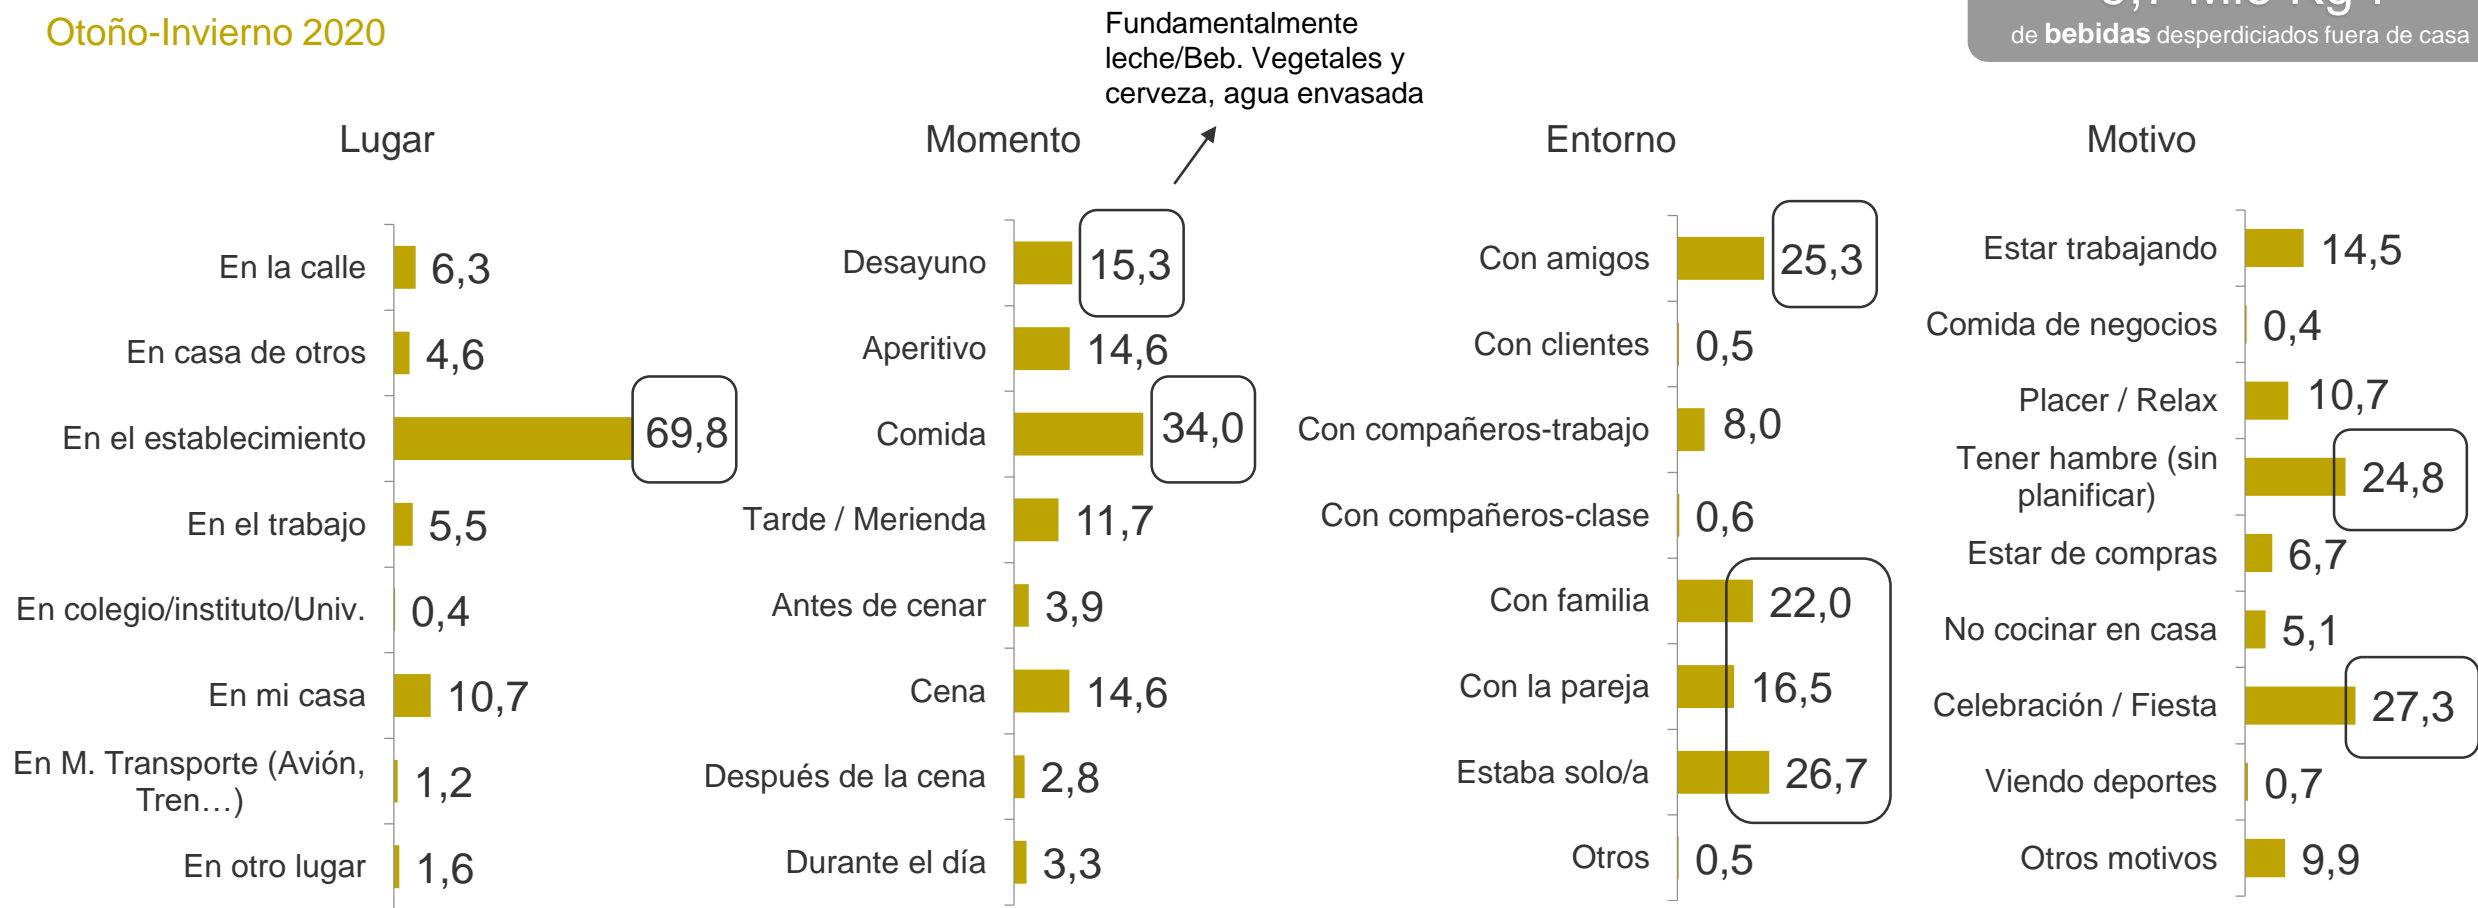 Otoño-Invierno 2020
Fundamentalmente
leche/Beb. Vegetales y
cerveza, agua envasada
de bebidas desperdiciados fuera de casa
Lugar
En la calle 6,3
En casa de otros 4,6
En el establecimiento 69,8
En el trabajo 5,5
En colegio/instituto/Univ. 0,4
En mi casa 10,7
En M. Transporte (Avión,
Tren…) 1,2
En otro lugar 1,6
Momento
Desayuno 15,3
Aperitivo 14,6
Comida 34,0
Tarde / Merienda 11,7
Antes de cenar 3,9
Cena 14,6
Después de la cena 2,8
Durante el día 3,3
Entorno
Con amigos 25,3
Con clientes 0,5
Con compañeros-trabajo 8,0
Con compañeros-clase 0,6
Con familia 22,0
Con la pareja 16,5
Estaba solo/a 26,7
Otros 0,5
Motivo
Estar trabajando 14,5
Comida de negocios 0,4
Placer / Relax 10,7
Tener hambre (sin
planificar) 24,8
Estar de compras 6,7
No cocinar en casa 5,1
Celebración / Fiesta 27,3
Viendo deportes 0,7
Otros motivos 9,9